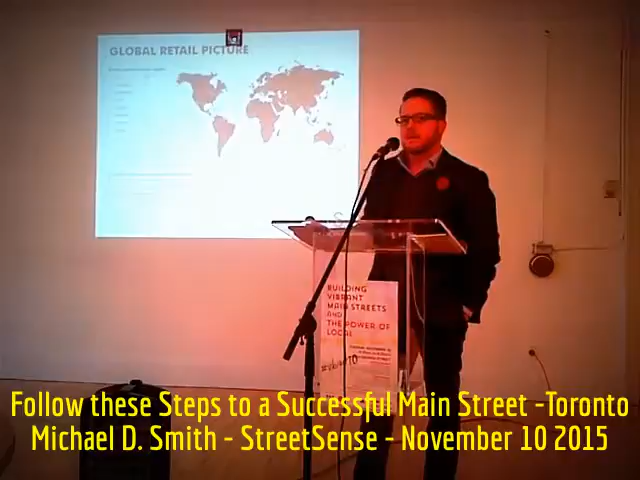 GLOBAL RETAIL PICTURE
BUILDING
VIBRANT
MAIN STREETS
AND
THE POWER OF
LOCAL
Follow these Steps to a Successful Main Street -Toronto
Michael D. Smith - StreetSense - November 10 2015